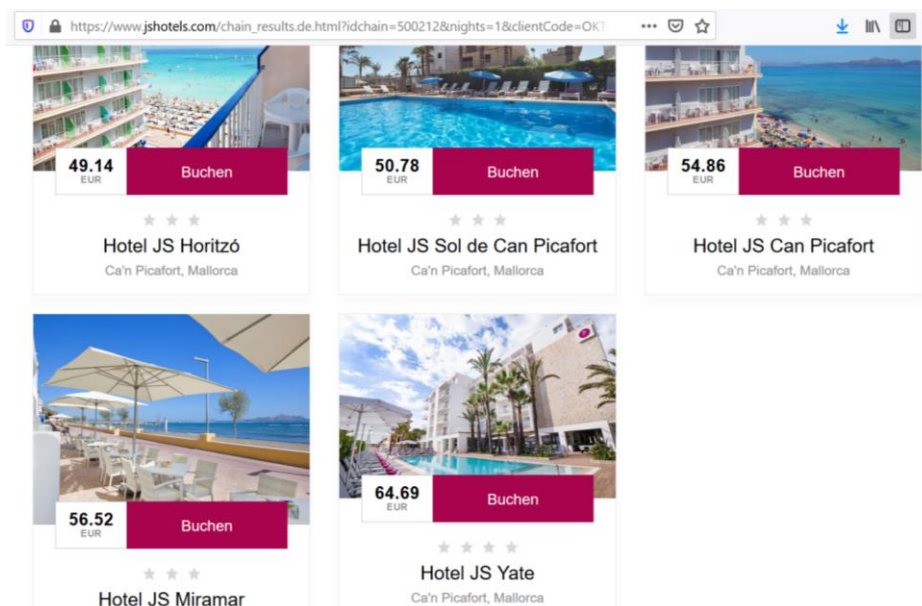 https://www.jshotels.com/chain_results.de.html?idchain=500212&nights=1&clientCode=OKT
49.14
EUR
Buchen
50.78
EUR
Buchen
54.86
EUR
Buchen
Hotel JS Horitzó
Ca'n Picafort, Mallorca
Hotel JS Sol de Can Picafort
Ca'n Picafort, Mallorca
Hotel JS Can Picafort
Ca'n Picafort, Mallorca
56.52
EUR
Buchen
64.69
EUR
Buchen
Hotel JS Miramar
Hotel JS Yate
Ca'n Picafort, Mallorca